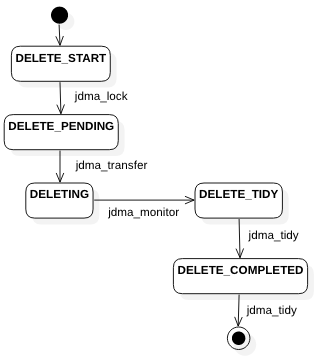 DELETE_START
jdma_lock
DELETE_PENDING
jdma_transfer
DELETING
DELETE_TIDY
jdma_monitor
jdma_tidy
DELETE_COMPLETED
jdma_tidy